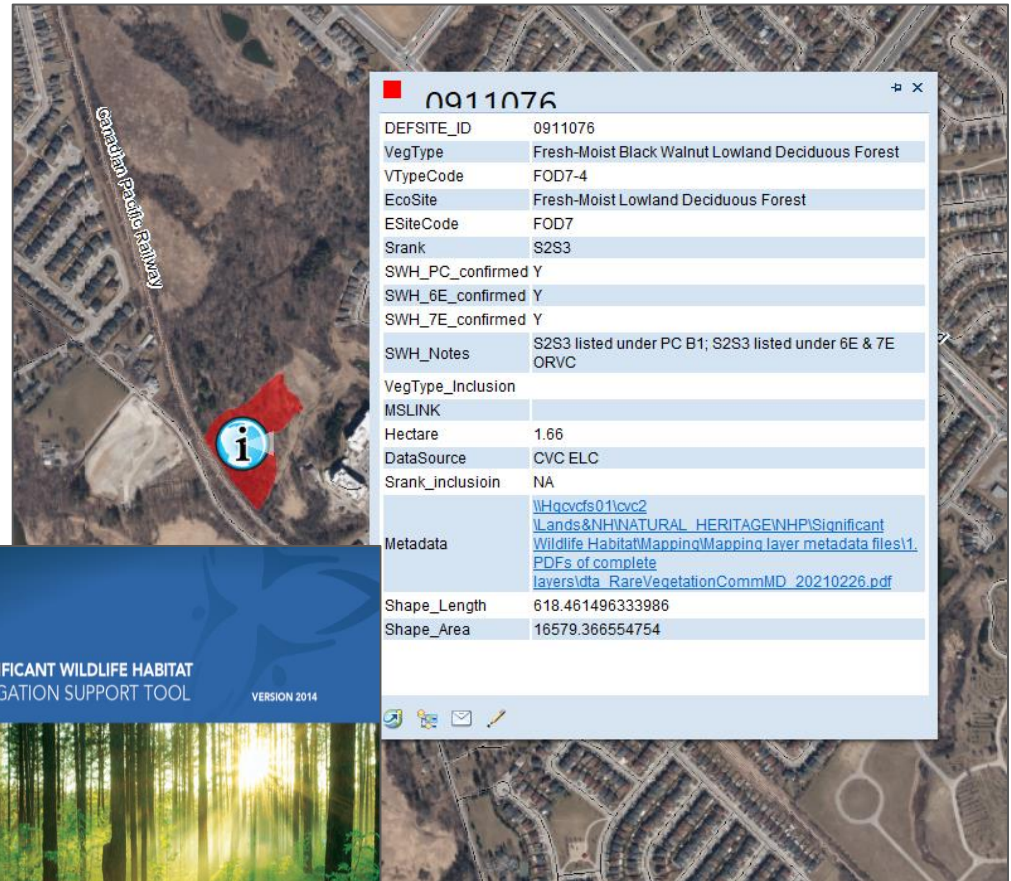 Canadian Pacific Railway
0911076
DEFSITE_ID 0911076
VegType Fresh-Moist Black Walnut Lowland Deciduous Forest
VTypeCode FOD7-4
EcoSite Fresh-Moist Lowland Deciduous Forest
ESiteCode FOD7
Srank S2S3
SWH_PC_confirmed Y
SWH_6E_confirmed Y
SWH_7E_confirmed Y
SWH_Notes S2S3 listed under PC B1; S2S3 listed under 6E & 7E
ORVC
VegType_Inclusion
MSLINK
Hectare 1.66
DataSource CVC ELC
Srank_inclusioin NA
Metadata \\Hqcvcfs01\cvc2
\Lands&NH\NATURAL_HERITAGE\NHP\Significant
Wildlife Habitat\Mapping\Mapping layer metadata files\1.
PDFs of complete
layers\dta_RareVegetationCommMD_20210226.pdf
Shape_Length 618.461496333986
Shape_Area 16579.366554754
i
FICANT WILDLIFE HABITAT
GATION SUPPORT TOOL VERSION 2014